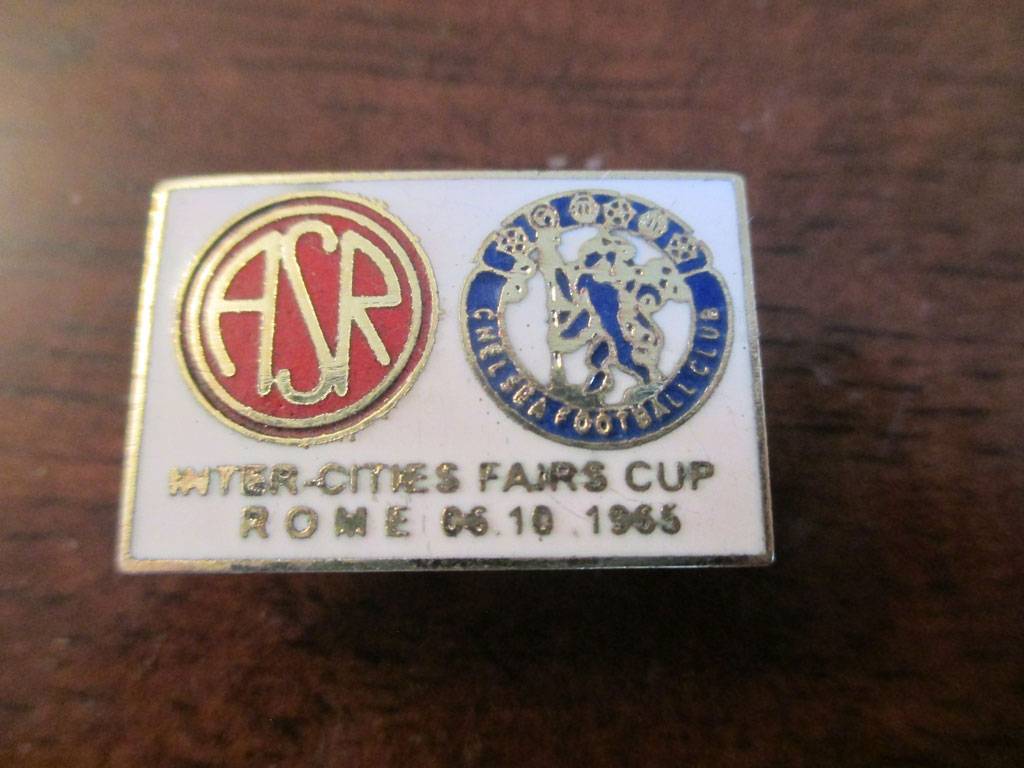 ASR
CHELSEA FOOTBALL CLUB
INTER-CITIES FAIRS CUP
ROME 06.10 1965